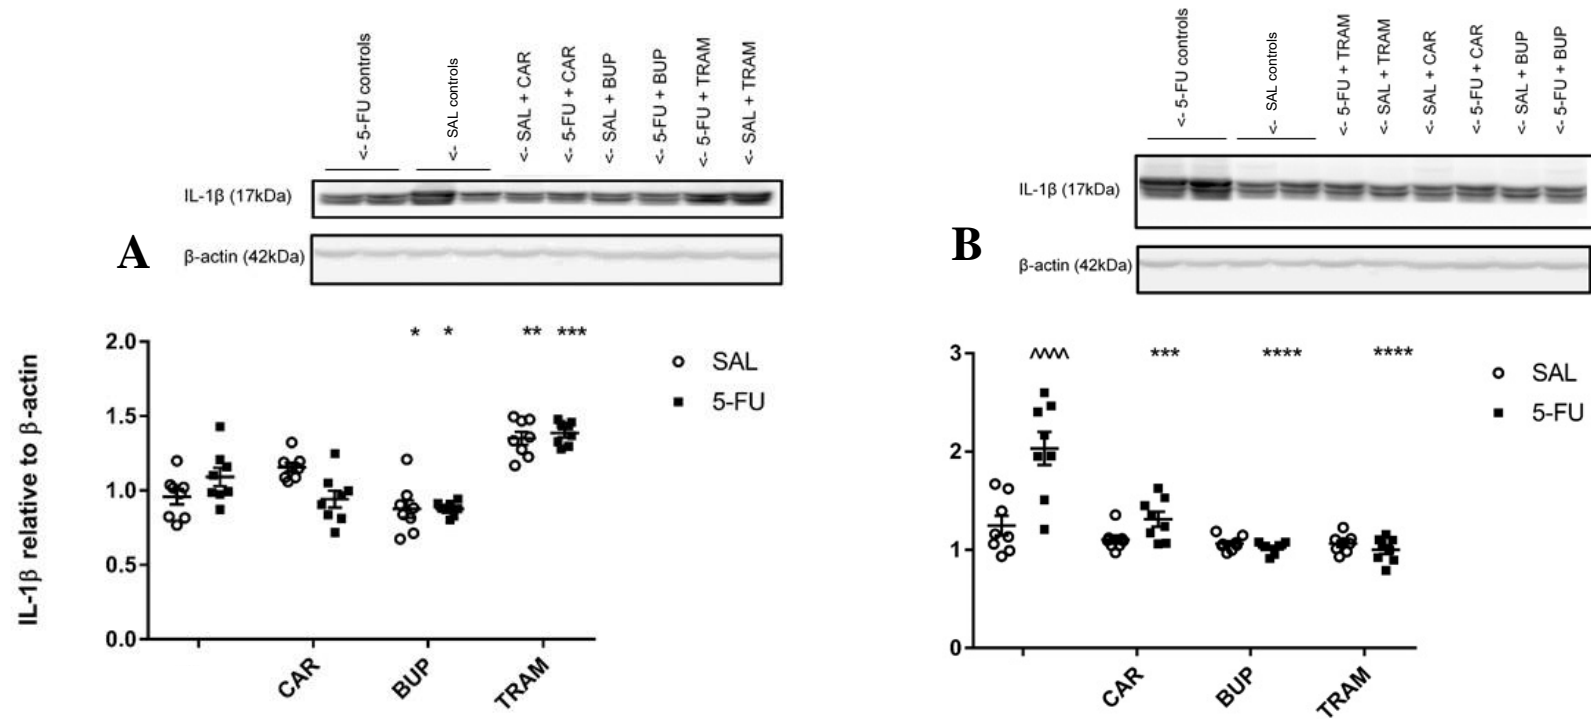 <- 5-FU controls
<- SAL controls
<- SAL + CAR
<- 5-FU + CAR
<- SAL + BUP
<- 5-FU + BUP
<- 5-FU + TRAM
<- SAL + TRAM
IL-1β (17kDa)
A
β-actin (42kDa)
* * ** ***
2.0
1.5
1.0
0.5
0.0
IL-1β relative to β-actin
SAL
5-FU
CAR
BUP
TRAM
<- 5-FU controls
<- SAL controls
<- 5-FU + TRAM
<- SAL + TRAM
<- SAL + CAR
<- 5-FU + CAR
<- SAL + BUP
<- 5-FU + BUP
IL-1β (17kDa)
B
β-actin (42kDa)
^^^^ *** **** ****
3
2
1
0
SAL
5-FU
CAR
BUP
TRAM